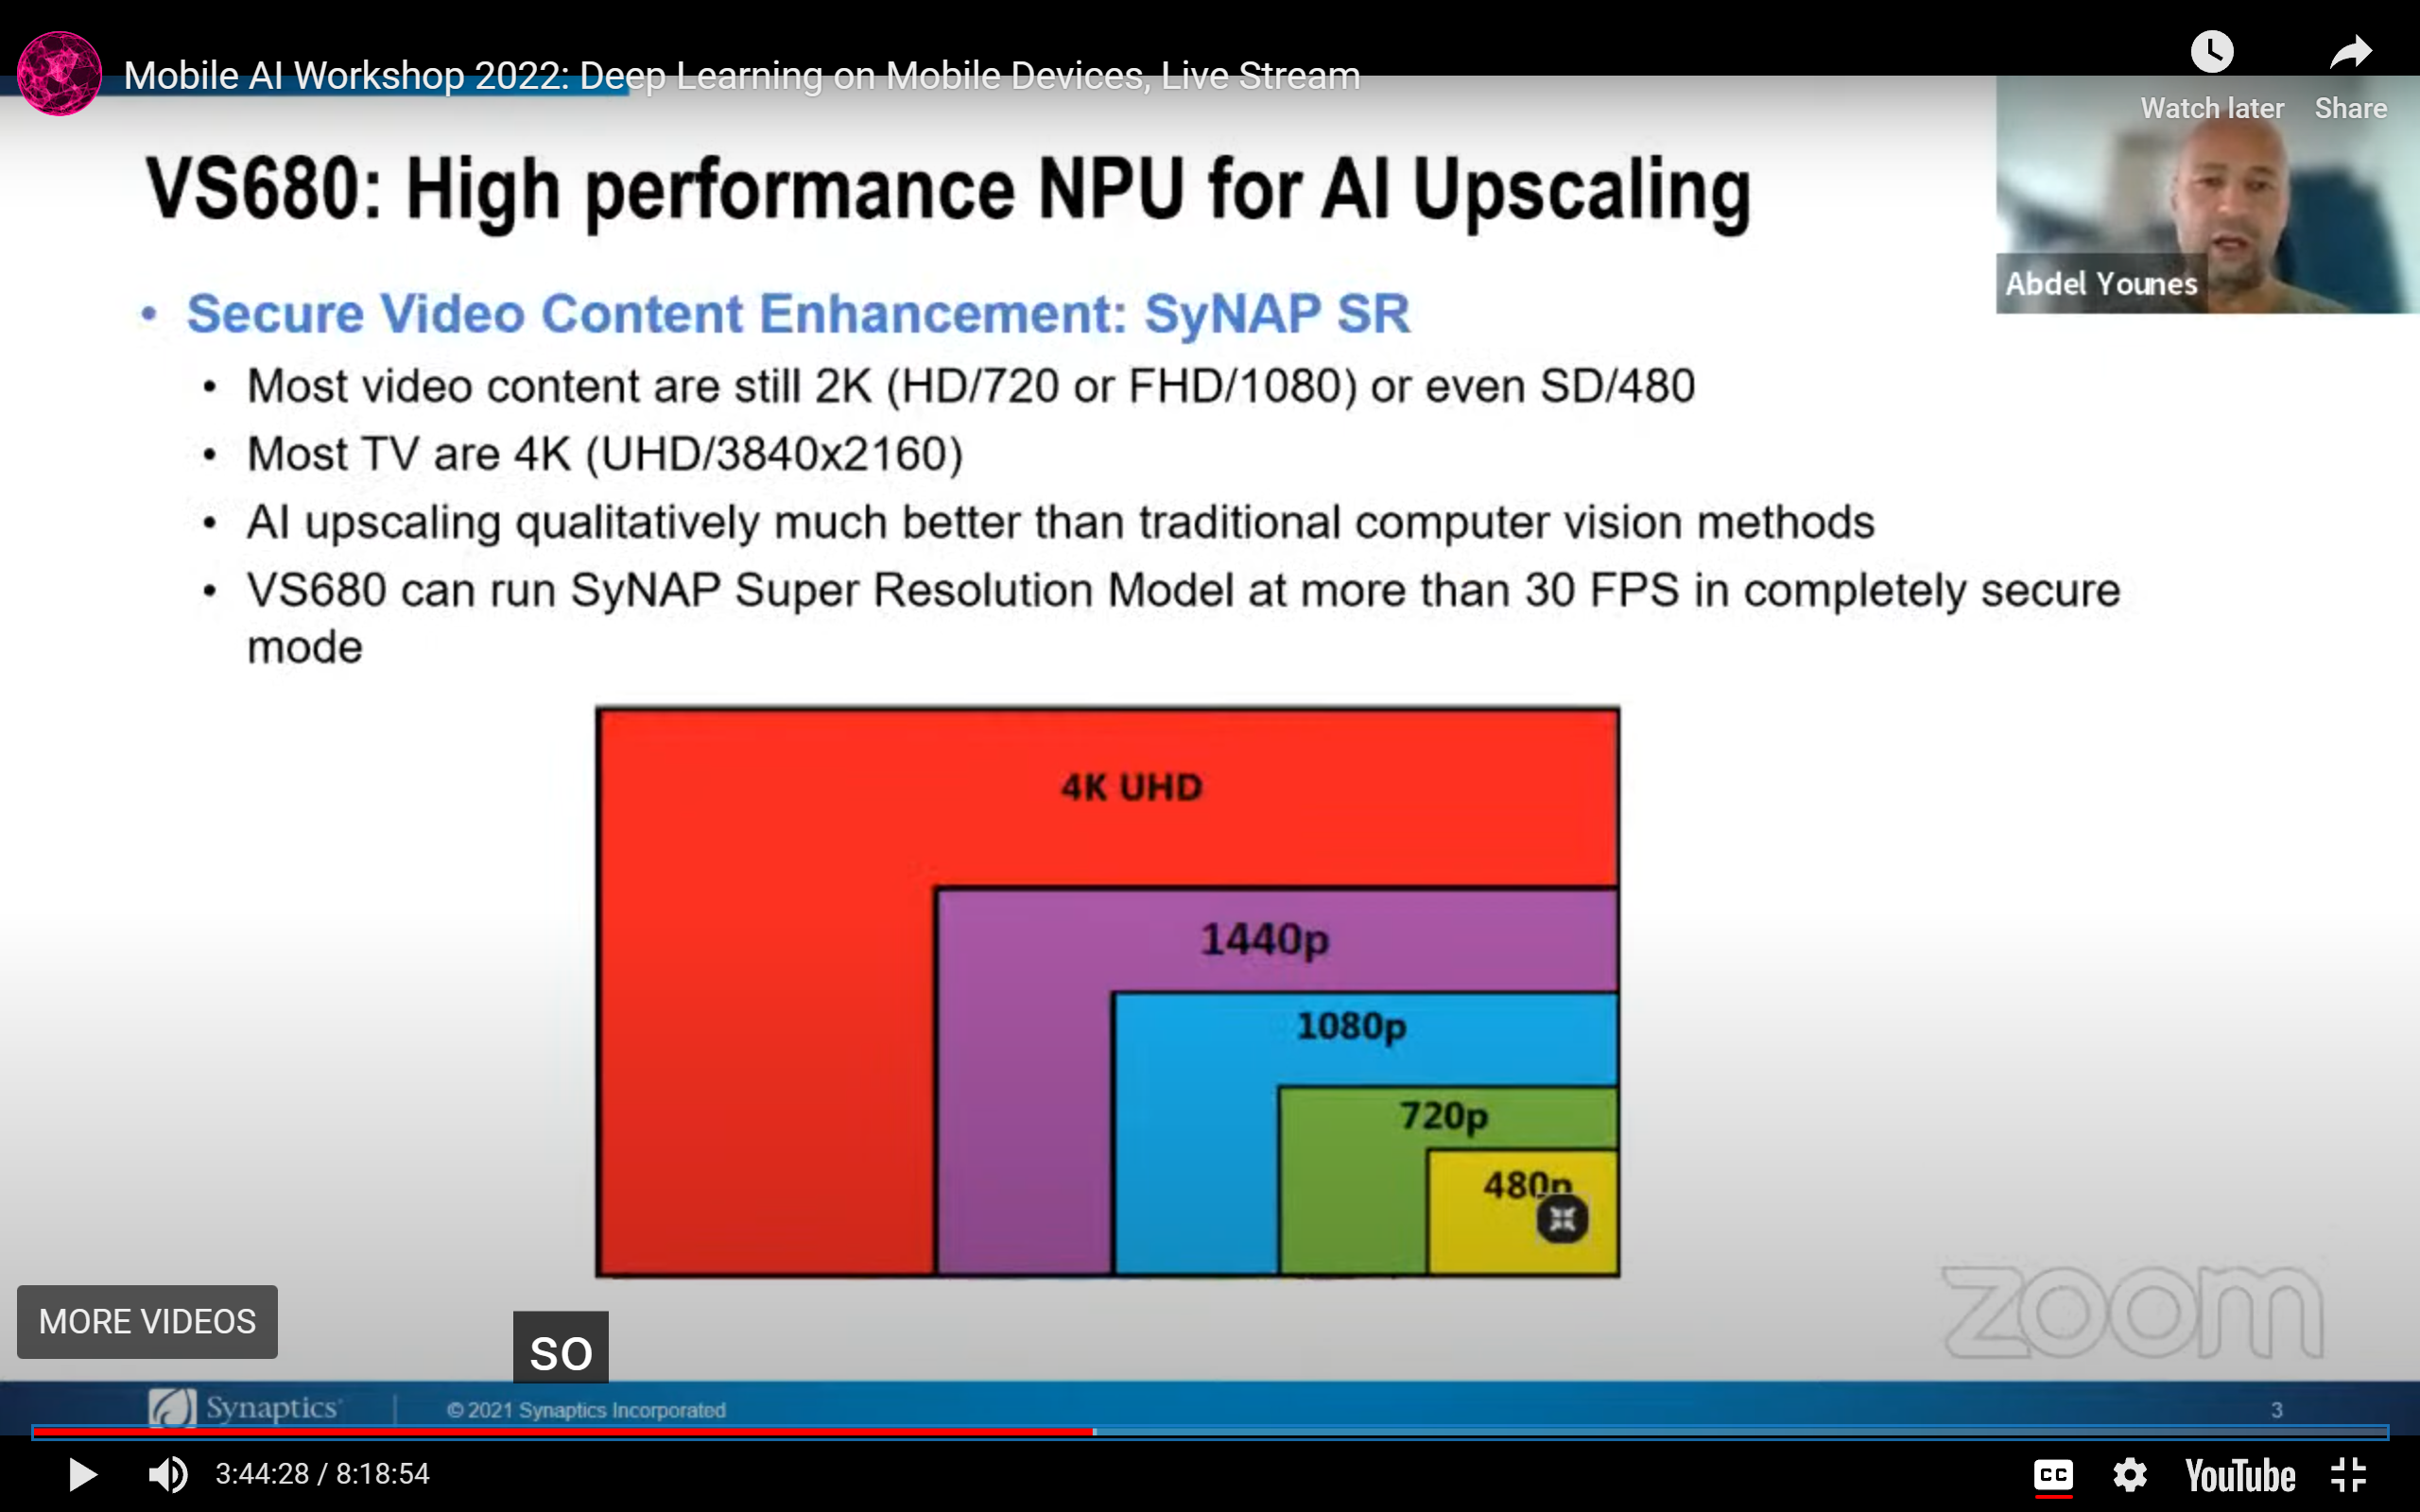 Mobile AI Workshop 2022: Deep Learning on Mobile Devices, Live Stream
Watch later
Share
VS680: High performance NPU for AI Upscaling
Abdel Younes
• Secure Video Content Enhancement: SyNAP SR
• Most video content are still 2K (HD/720 or FHD/1080) or even SD/480
• Most TV are 4K (UHD/3840x2160)
• AI upscaling qualitatively much better than traditional computer vision methods
• VS680 can run SyNAP Super Resolution Model at more than 30 FPS in completely secure
mode
4K UHD
1440p
1080p
720p
480p
zoom
MORE VIDEOS
so
Synaptics
© 2021 Synaptics Incorporated
3
3:44:28 / 8:18:54
CC
YouTube